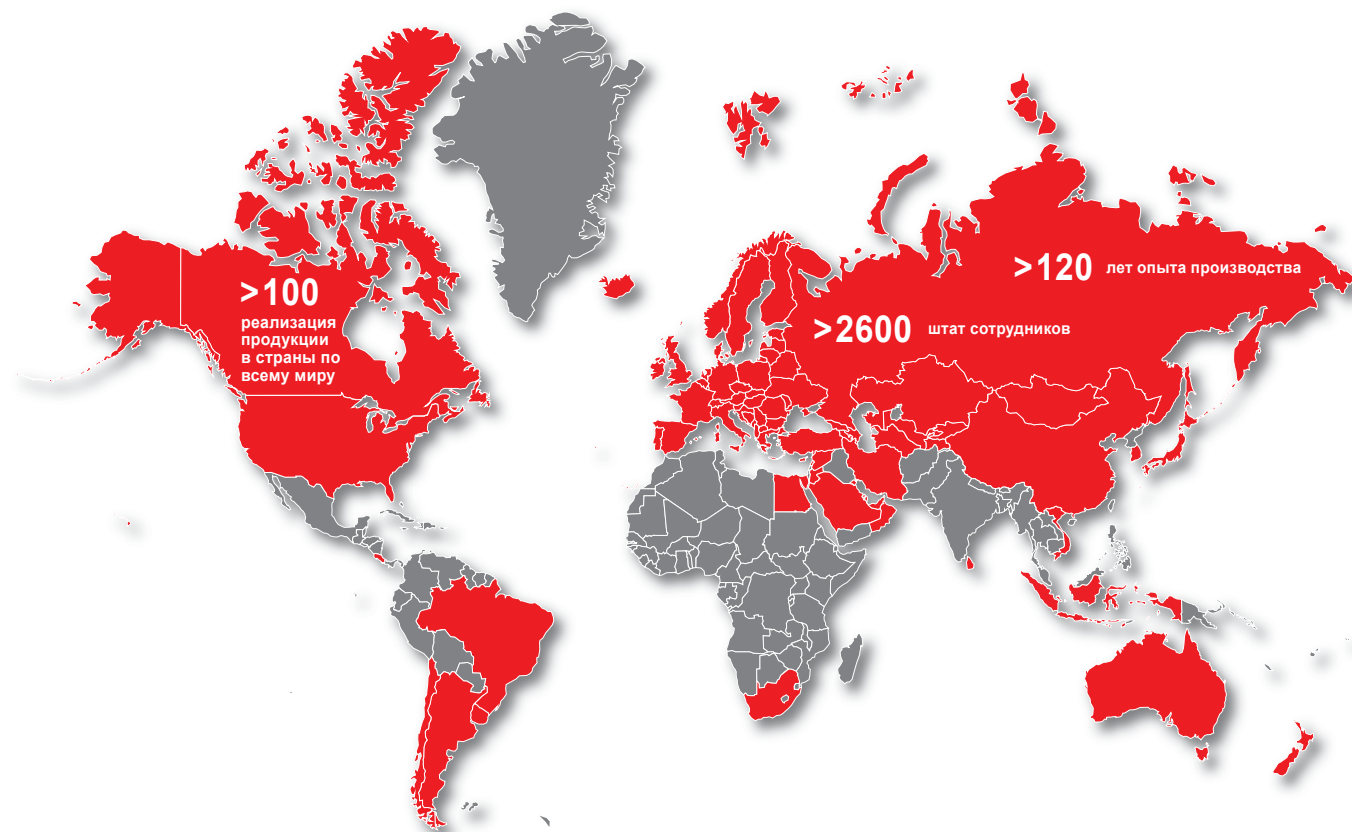 >100
реализация
продукции
в страны по
всему миру
>120 лет опыта производства
>2600 штат сотрудников